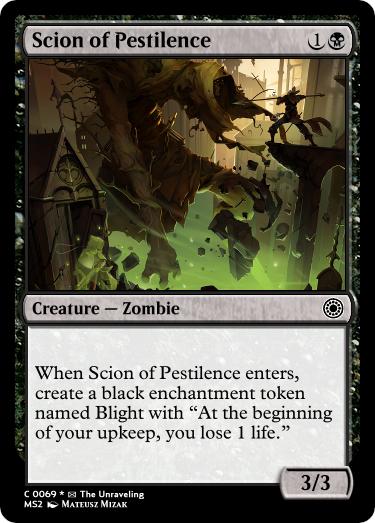 Scion of Pestilence 1
Creature — Zombie
When Scion of Pestilence enters,
create a black enchantment token
named Blight with “At the beginning
of your upkeep, you lose 1 life.”
3/3
C 0069 * The Unraveling
MS2 Mateusz Mizak